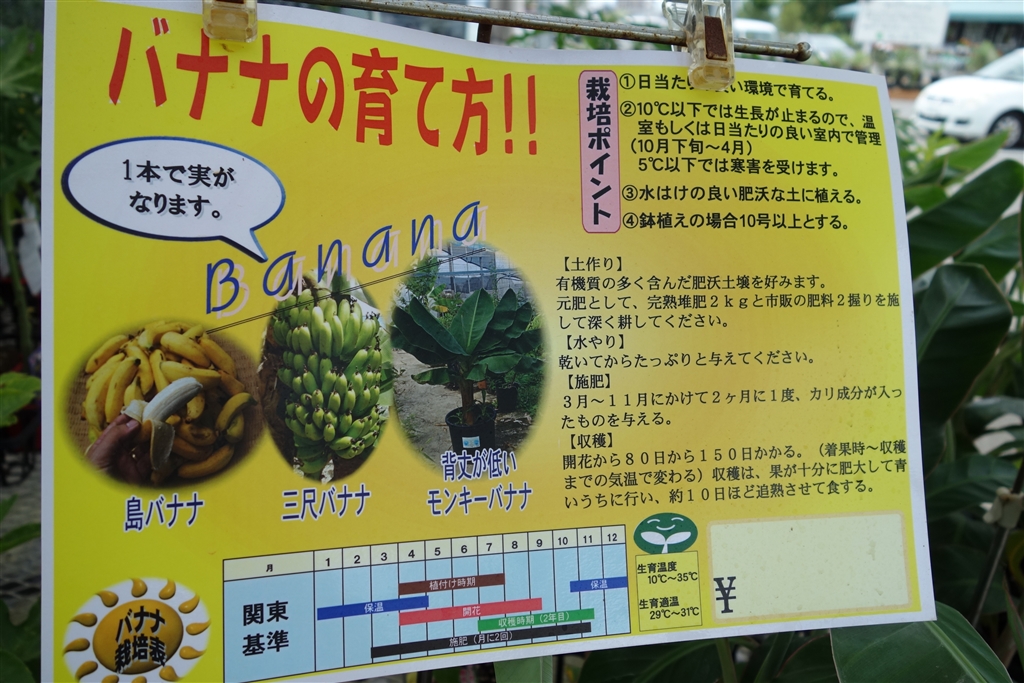 バナナの育て方!!
1本で実が
なります。
Banana
島バナナ
三尺バナナ
背丈が低い
モンキーバナナ
栽培ポイント
②10℃以下では生長が止まるので、温
室もしくは日当たりの良い室内で管理
(10月下旬～4月)
5℃以下では寒害を受けます。
③水はけの良い肥沃な土に植える。
④鉢植えの場合10号以上とする。
①日当た い環境で育てる。
【土作り】
有機質の多く含んだ肥沃土壌を好みます。
元肥として、完熟堆肥２ｋｇと市販の肥料２握りを施
して深く耕してください。
【水やり】
乾いてからたっぷりと与えてください。
【施肥】
３月～１１月にかけて２ヶ月に１度、カリ成分が入っ
たものを与える。
【収穫】
開花から８０日から１５０日かかる。（着果時～収穫
までの気温で変わる）収穫は、果が十分に肥大して青
いうちに行い、約１０日ほど追熟させて食する。
バナナ
栽培表
月 1 2 3 4 5 6 7 8 9 10 11 12
関東
基準
植付け時期
保温 保温
開花
収穫時期（2年目）
施肥（月に2回）
生育温度
10℃～35℃
生育適温
29℃～31℃
¥